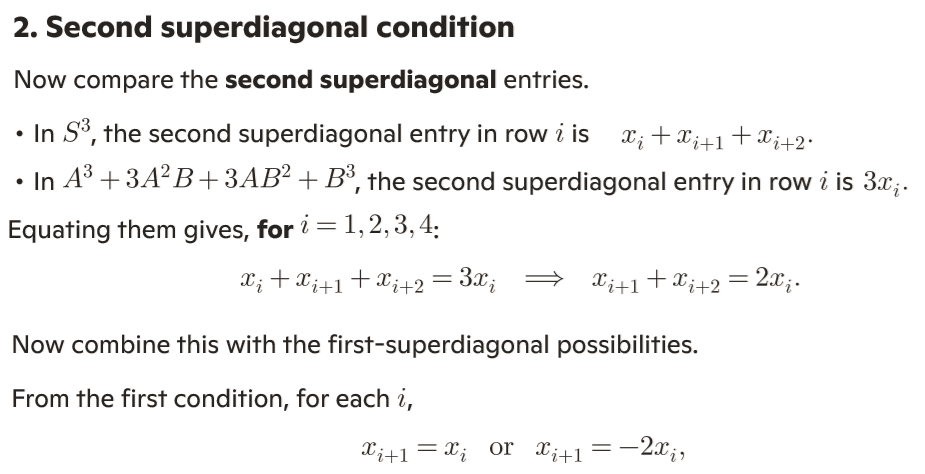 2. Second superdiagonal condition
Now compare the second superdiagonal entries.
• In $S^3$, the second superdiagonal entry in row $i$ is $x_i + x_{i+1} + x_{i+2}$.
• In $A^3 + 3A^2B + 3AB^2 + B^3$, the second superdiagonal entry in row $i$ is $3x_i$.
Equating them gives, for $i = 1, 2, 3, 4$:
$x_i + x_{i+1} + x_{i+2} = 3x_i \implies x_{i+1} + x_{i+2} = 2x_i.$
Now combine this with the first-superdiagonal possibilities.
From the first condition, for each $i$,
$x_{i+1} = x_i$ or $x_{i+1} = -2x_i,$